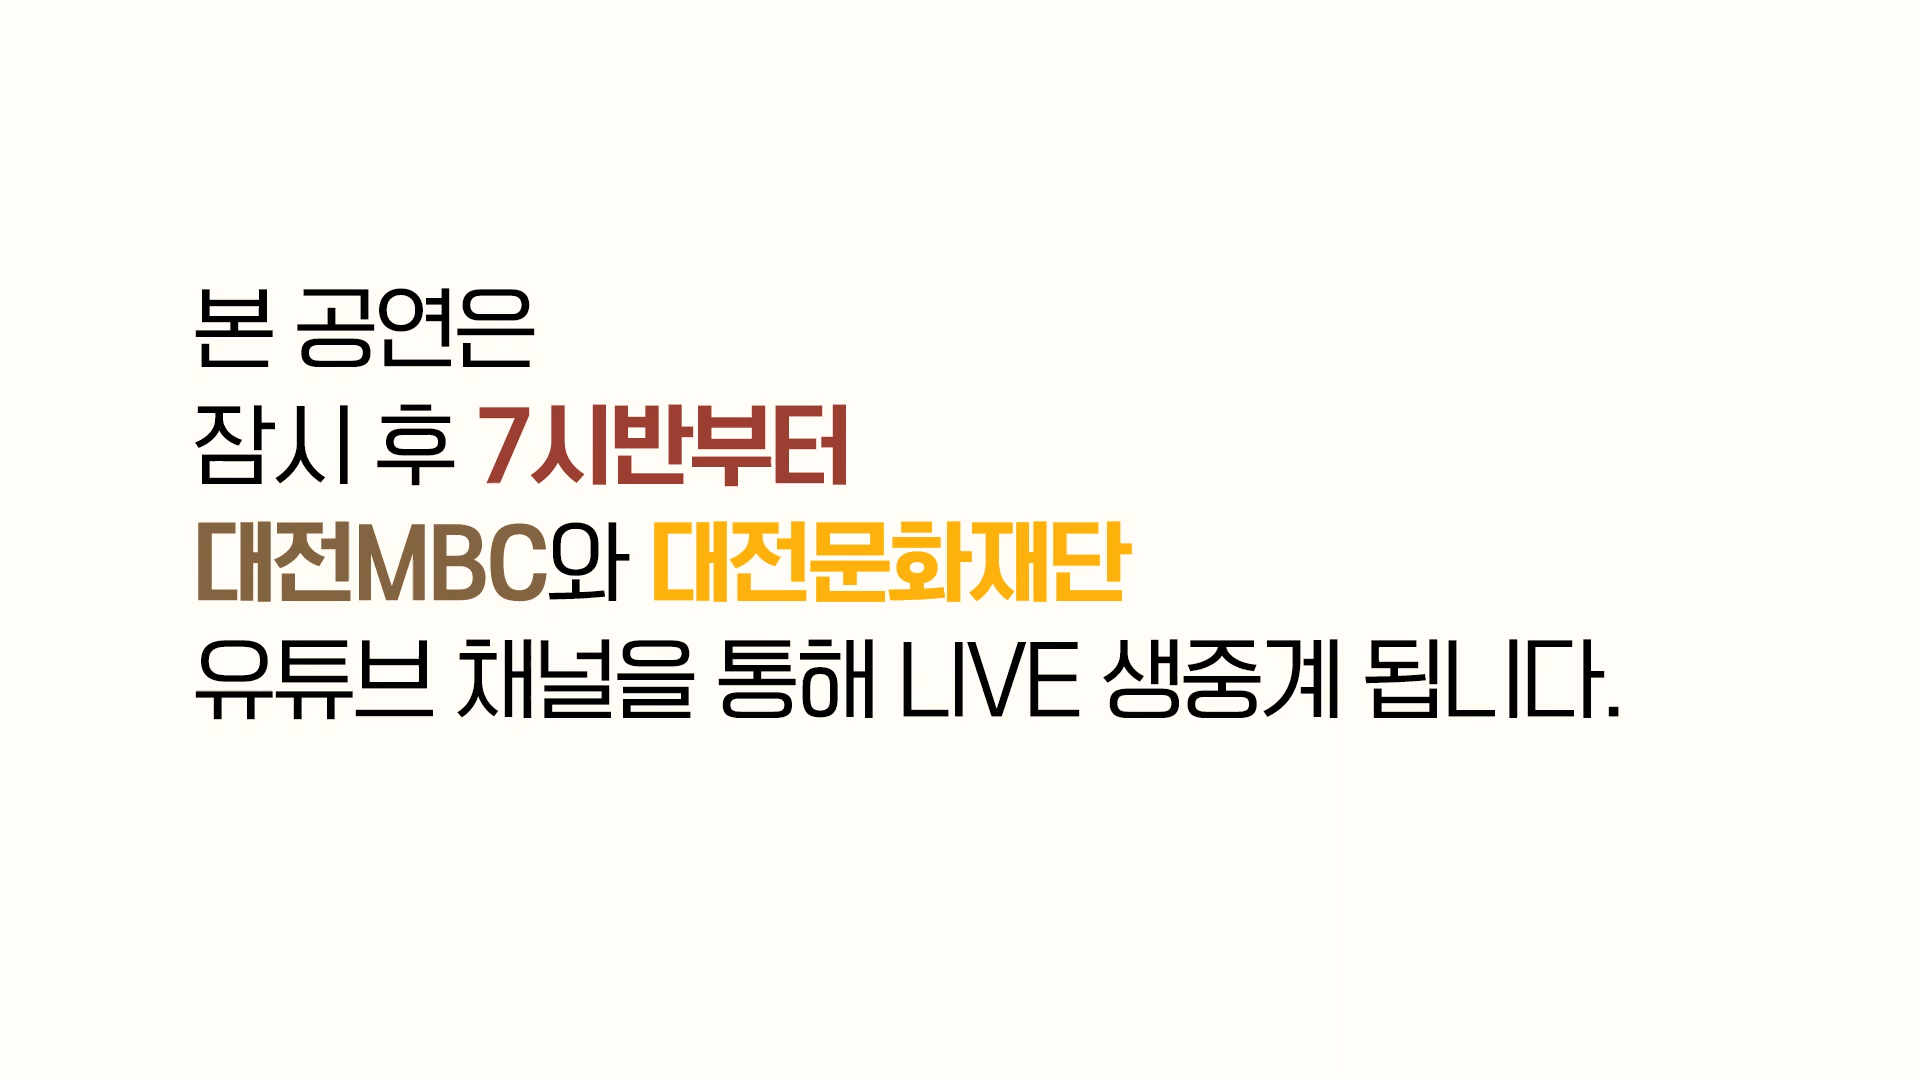 본 공연은
잠시 후 7시반부터
대전MBC와 대전문화재단
유튜브 채널을 통해 LIVE 생중계 됩니다.